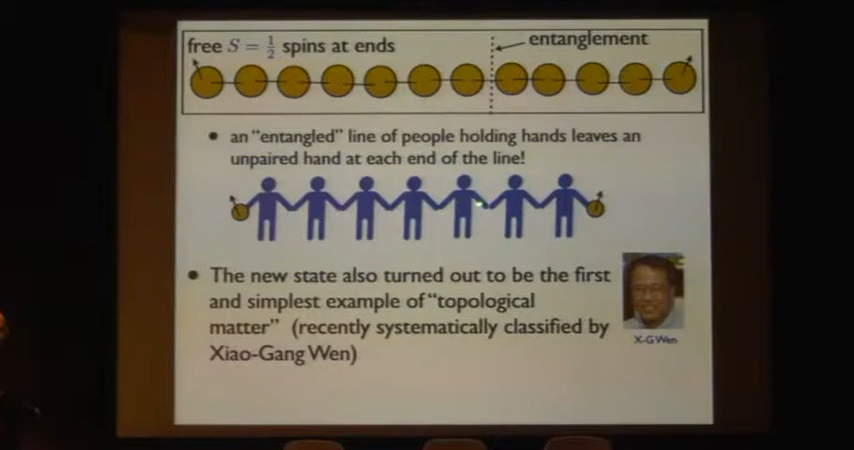 free S = 1/2 spins at ends
entanglement
• an "entangled" line of people holding hands leaves an
unpaired hand at each end of the line!
• The new state also turned out to be the first
and simplest example of "topological
matter" (recently systematically classified by
Xiao-Gang Wen)
X-G Wen